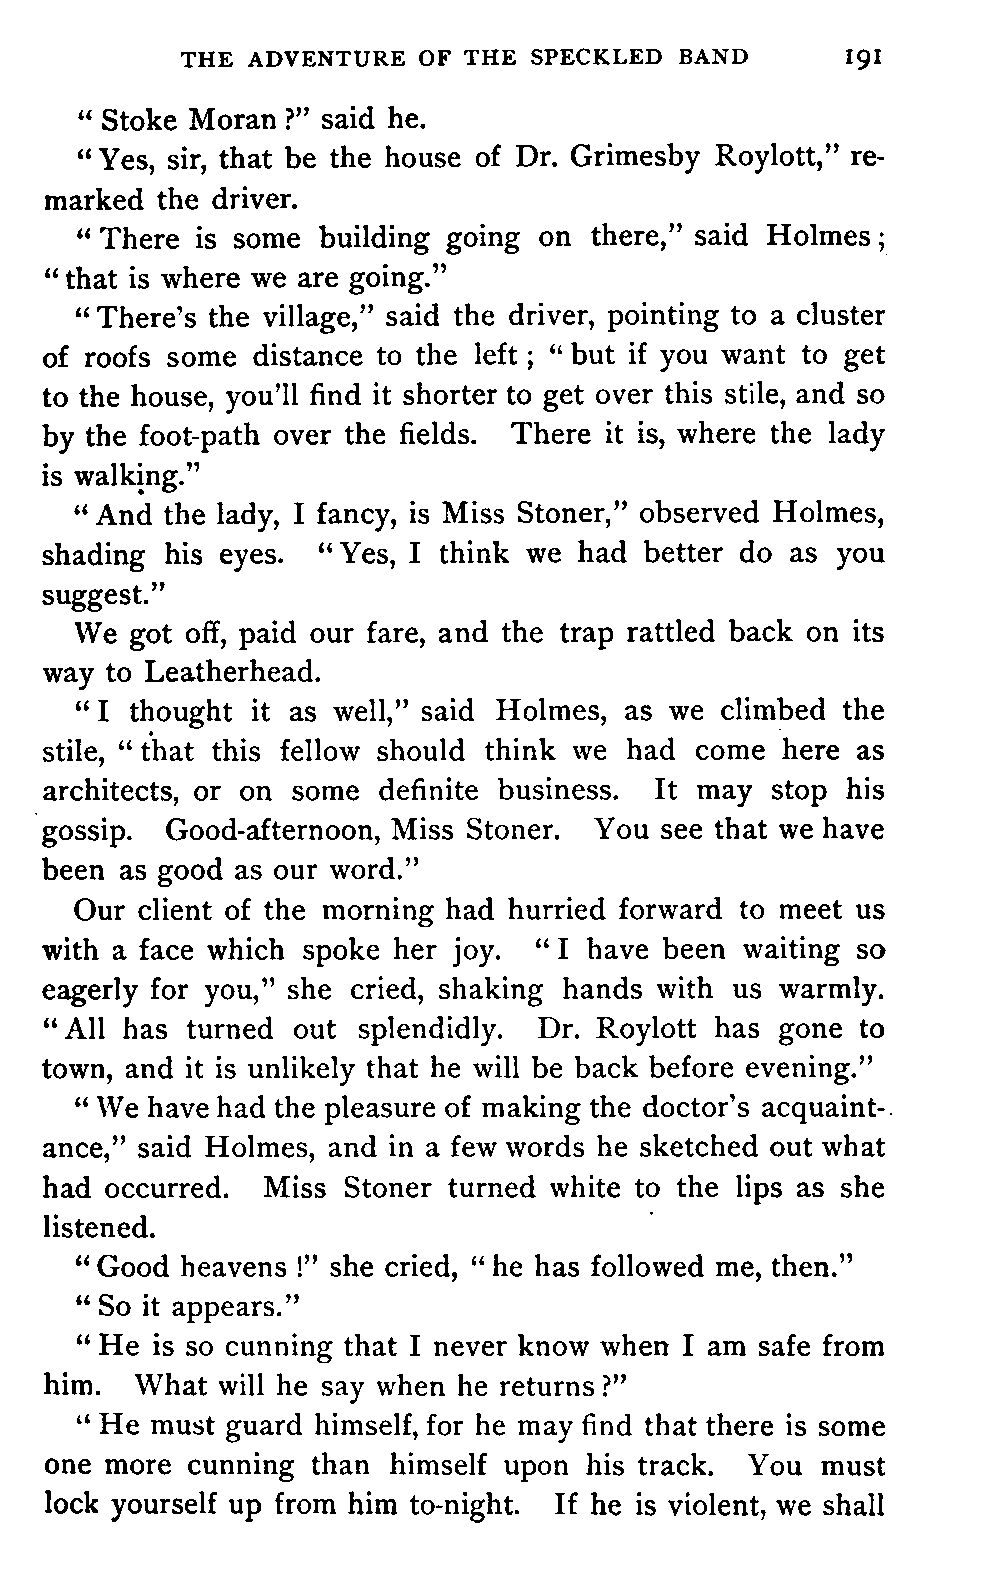 THE ADVENTURE OF THE SPECKLED BAND 191
“ Stoke Moran ?” said he.
“ Yes, sir, that be the house of Dr. Grimesby Roylott,” re-
marked the driver.
“ There is some building going on there,” said Holmes ;
“ that is where we are going.”
“ There’s the village,” said the driver, pointing to a cluster
of roofs some distance to the left ; “ but if you want to get
to the house, you’ll find it shorter to get over this stile, and so
by the foot-path over the fields. There it is, where the lady
is walking.”
“ And the lady, I fancy, is Miss Stoner,” observed Holmes,
shading his eyes. “ Yes, I think we had better do as you
suggest.”
We got off, paid our fare, and the trap rattled back on its
way to Leatherhead.
“ I thought it as well,” said Holmes, as we climbed the
stile, “ that this fellow should think we had come here as
architects, or on some definite business. It may stop his
gossip. Good-afternoon, Miss Stoner. You see that we have
been as good as our word.”
Our client of the morning had hurried forward to meet us
with a face which spoke her joy. “ I have been waiting so
eagerly for you,” she cried, shaking hands with us warmly.
“ All has turned out splendidly. Dr. Roylott has gone to
town, and it is unlikely that he will be back before evening.”
“ We have had the pleasure of making the doctor’s acquaint-
ance,” said Holmes, and in a few words he sketched out what
had occurred. Miss Stoner turned white to the lips as she
listened.
“ Good heavens !” she cried, “ he has followed me, then.”
“ So it appears.”
“ He is so cunning that I never know when I am safe from
him. What will he say when he returns ?”
“ He must guard himself, for he may find that there is some
one more cunning than himself upon his track. You must
lock yourself up from him to-night. If he is violent, we shall